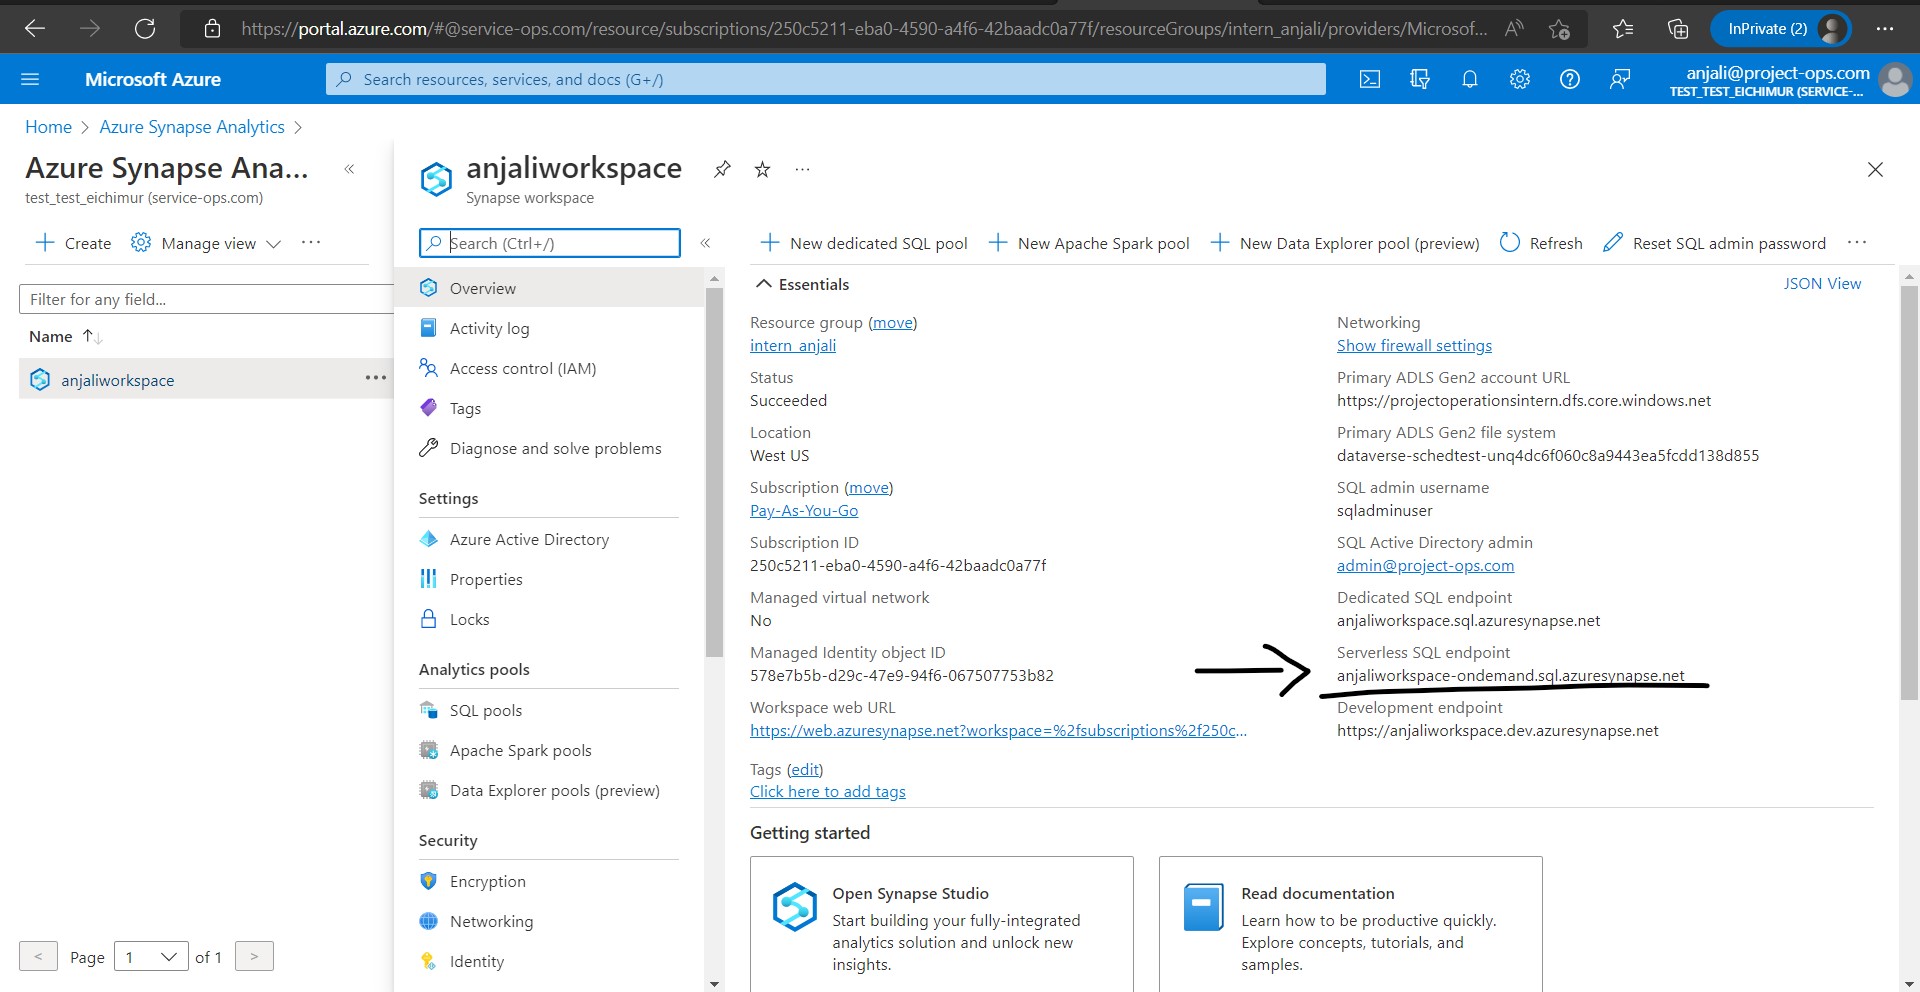 https://portal.azure.com/#@service-ops.com/resource/subscriptions/250c5211-eba0-4590-a4f6-42baadc0a77f/resourceGroups/intern_anjali/providers/Microsof...
InPrivate (2)
Microsoft Azure
Search resources, services, and docs (G+/)
anjali@project-ops.com
TEST_TEST_EICHIMUR (SERVICE-...
Home > Azure Synapse Analytics >
Azure Synapse Ana...
test_test_eichimur (service-ops.com)
Create
Manage view
Filter for any field...
Name
anjaliworkspace
Page 1 of 1
anjaliworkspace
Synapse workspace
Search (Ctrl+/)
Overview
Activity log
Access control (IAM)
Tags
Diagnose and solve problems
Settings
Azure Active Directory
Properties
Locks
Analytics pools
SQL pools
Apache Spark pools
Data Explorer pools (preview)
Security
Encryption
Networking
Identity
New dedicated SQL pool
New Apache Spark pool
New Data Explorer pool (preview)
Refresh
Reset SQL admin password
Essentials
JSON View
Resource group (move)
intern_anjali
Status
Succeeded
Location
West US
Subscription (move)
Pay-As-You-Go
Subscription ID
250c5211-eba0-4590-a4f6-42baadc0a77f
Managed virtual network
No
Managed Identity object ID
578e7b5b-d29c-47e9-94f6-067507753b82
Workspace web URL
https://web.azuresynapse.net?workspace=%2fsubscriptions%2f250c...
Tags (edit)
Click here to add tags
Networking
Show firewall settings
Primary ADLS Gen2 account URL
https://projectoperationsintern.dfs.core.windows.net
Primary ADLS Gen2 file system
dataverse-schedtest-unq4dc6f060c8a9443ea5fcdd138d855
SQL admin username
sqladminuser
SQL Active Directory admin
admin@project-ops.com
Dedicated SQL endpoint
anjaliworkspace.sql.azuresynapse.net
Serverless SQL endpoint
anjaliworkspace-ondemand.sql.azuresynapse.net
Development endpoint
https://anjaliworkspace.dev.azuresynapse.net
Getting started
Open Synapse Studio
Start building your fully-integrated
analytics solution and unlock new
insights.
Read documentation
Learn how to be productive quickly.
Explore concepts, tutorials, and
samples.